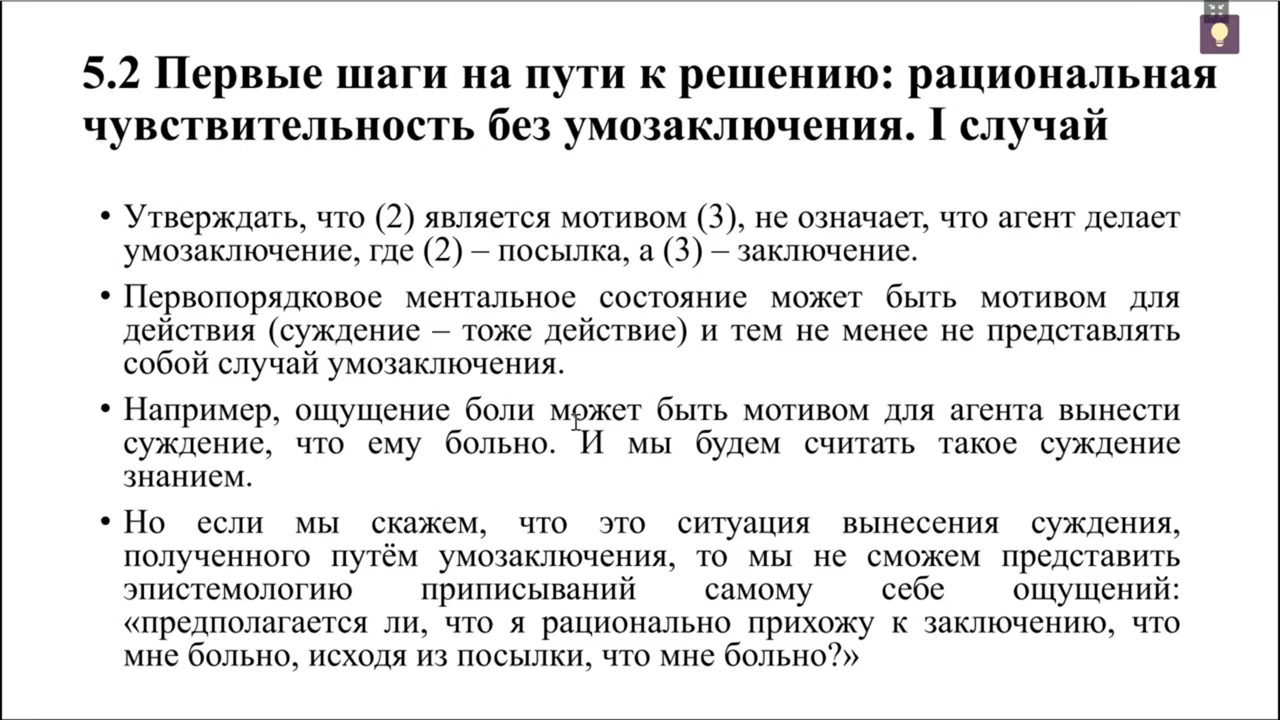 5.2 Первые шаги на пути к решению: рациональная
чувствительность без умозаключения. I случай
• Утверждать, что (2) является мотивом (3), не означает, что агент делает
умозаключение, где (2) – посылка, а (3) – заключение.
• Первопорядковое ментальное состояние может быть мотивом для
действия (суждение – тоже действие) и тем не менее не представлять
собой случай умозаключения.
• Например, ощущение боли может быть мотивом для агента вынести
суждение, что ему больно. И мы будем считать такое суждение
знанием.
• Но если мы скажем, что это ситуация вынесения суждения,
полученного путём умозаключения, то мы не сможем представить
эпистемологию приписываний самому себе ощущений:
«предполагается ли, что я рационально прихожу к заключению, что
мне больно, исходя из посылки, что мне больно?»